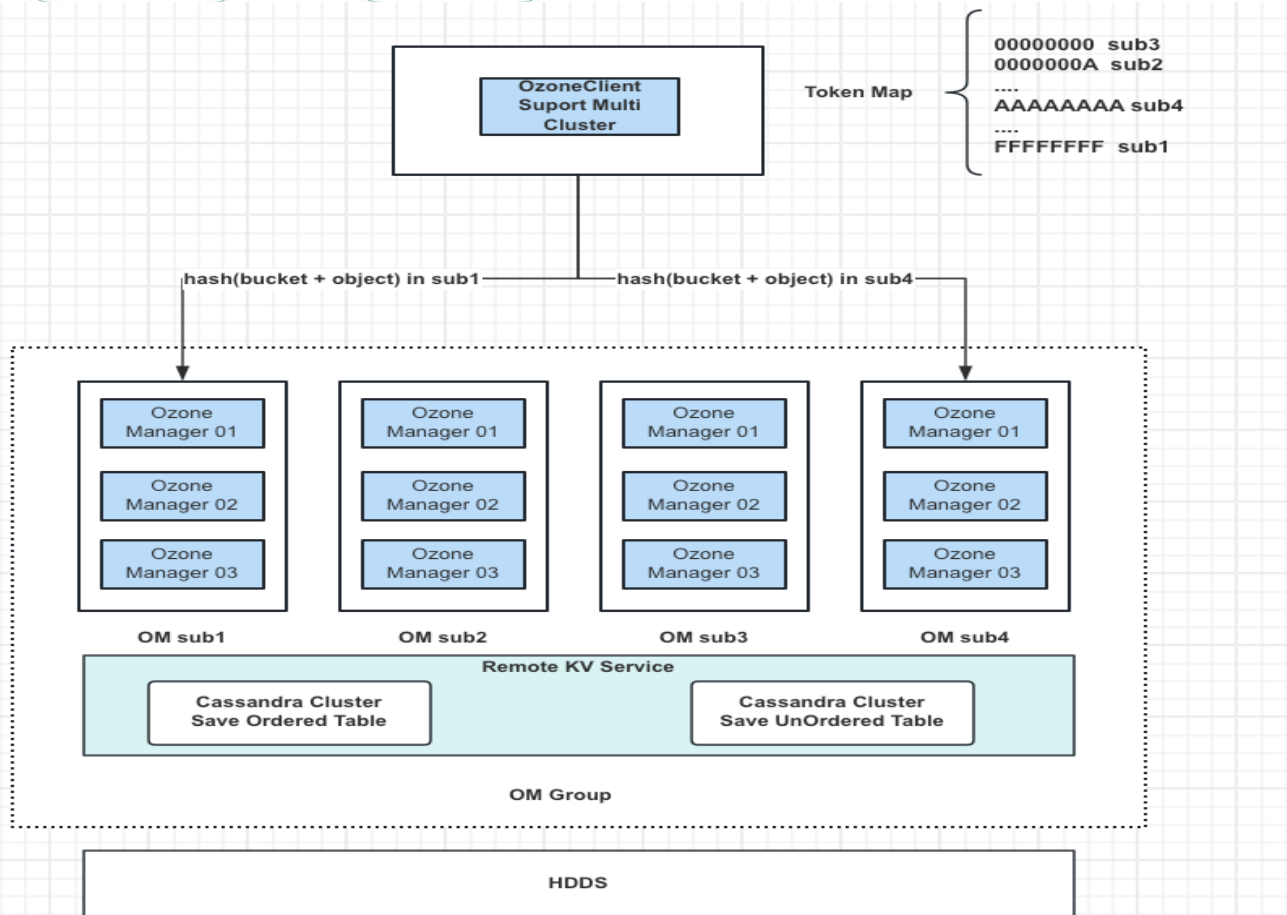 OzoneClient
Suport Multi
Cluster
Token Map
00000000 sub3
0000000A sub2
....
AAAAAAAA sub4
....
FFFFFFFF sub1
hash(bucket + object) in sub1
hash(bucket + object) in sub4
Ozone
Manager 01
Ozone
Manager 02
Ozone
Manager 03
OM sub1
Ozone
Manager 01
Ozone
Manager 02
Ozone
Manager 03
OM sub2
Ozone
Manager 01
Ozone
Manager 02
Ozone
Manager 03
OM sub3
Ozone
Manager 01
Ozone
Manager 02
Ozone
Manager 03
OM sub4
Remote KV Service
Cassandra Cluster
Save Ordered Table
Cassandra Cluster
Save UnOrdered Table
OM Group
HDDS